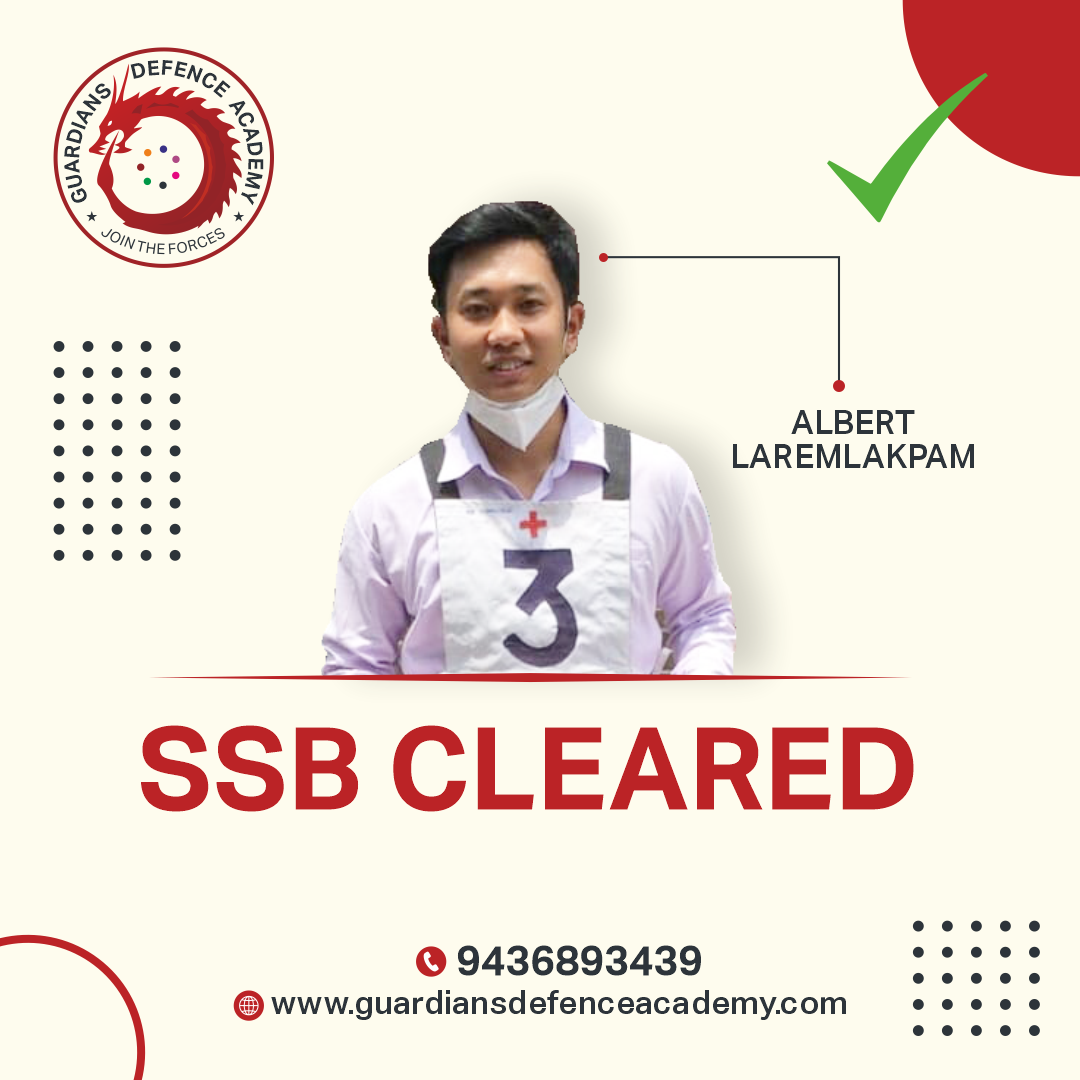 GUARDIANS DEFENCE ACADEMY
★ JOIN THE FORCES ★
ALBERT
LAREMLAKPAM
3
SSB CLEARED
9436893439
www.guardiansdefenceacademy.com